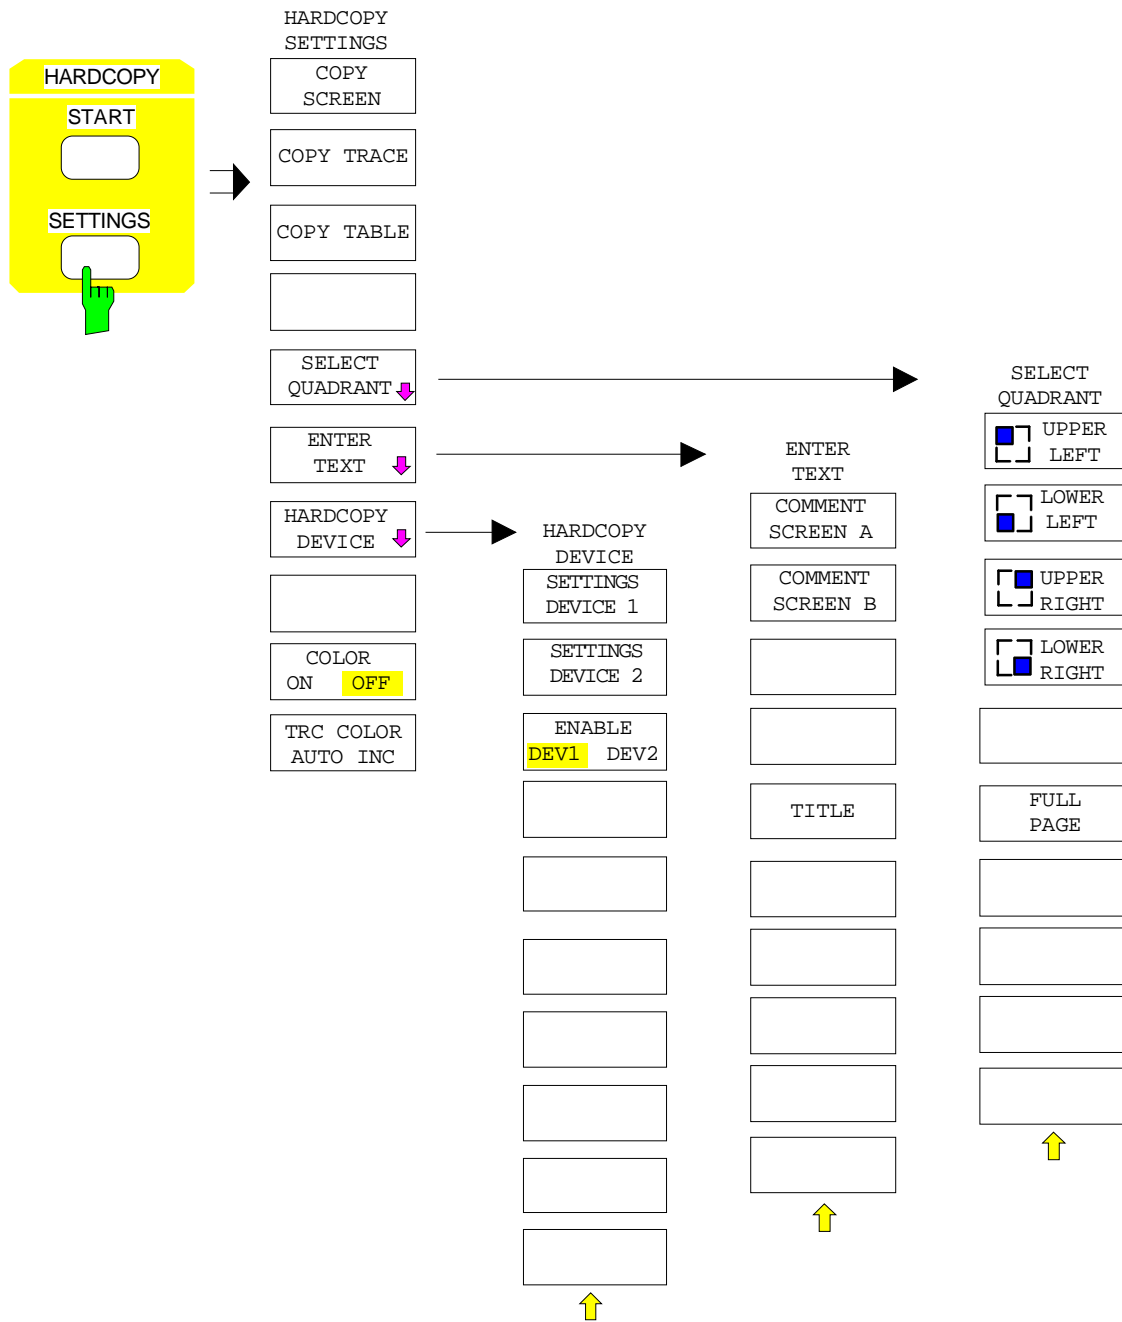 HARDCOPY
START
SETTINGS
HARDCOPY
SETTINGS
COPY
SCREEN
COPY TRACE
COPY TABLE
SELECT
QUADRANT
ENTER
TEXT
HARDCOPY
DEVICE
COLOR
ON OFF
TRC COLOR
AUTO INC
HARDCOPY
DEVICE
SETTINGS
DEVICE 1
SETTINGS
DEVICE 2
ENABLE
DEV1 DEV2
ENTER
TEXT
COMMENT
SCREEN A
COMMENT
SCREEN B
TITLE
SELECT
QUADRANT
UPPER
LEFT
LOWER
LEFT
UPPER
RIGHT
LOWER
RIGHT
FULL
PAGE